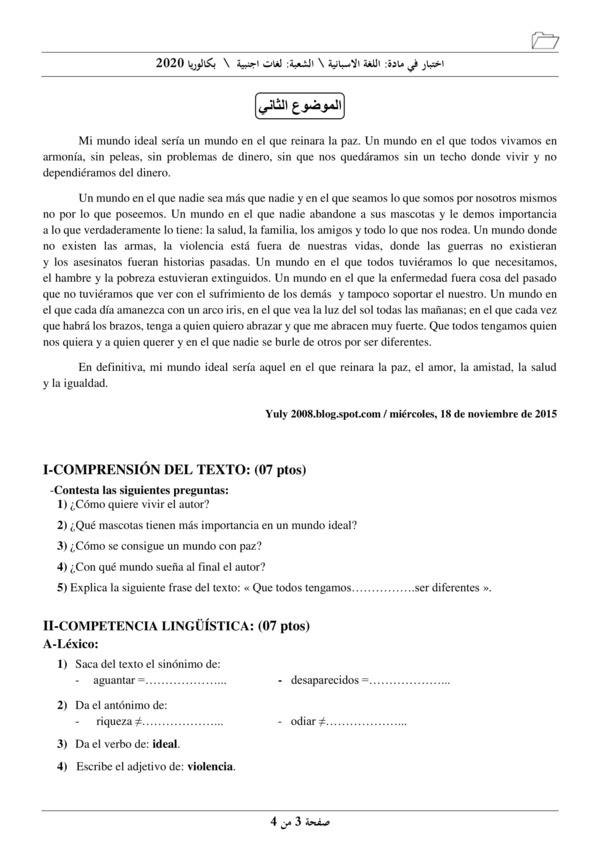 اختبار في مادة: اللغة الاسبانية \ الشعبة: لغات اجنبية \ بكالوريا 2020
الموضوع الثاني
Mi mundo ideal sería un mundo en el que reinara la paz. Un mundo en el que todos vivamos en
armonía, sin peleas, sin problemas de dinero, sin que nos quedáramos sin un techo donde vivir y no
dependiéramos del dinero.
Un mundo en el que nadie sea más que nadie y en el que seamos lo que somos por nosotros mismos
no por lo que poseemos. Un mundo en el que nadie abandone a sus mascotas y le demos importancia
a lo que verdaderamente lo tiene: la salud, la familia, los amigos y todo lo que nos rodea. Un mundo donde
no existen las armas, la violencia está fuera de nuestras vidas, donde las guerras no existieran
y los asesinatos fueran historias pasadas. Un mundo en el que todos tuviéramos lo que necesitamos,
el hambre y la pobreza estuvieran extinguidos. Un mundo en el que la enfermedad fuera cosa del pasado
que no tuviéramos que ver con el sufrimiento de los demás y tampoco soportar el nuestro. Un mundo en
el que cada día amanezca con un arco iris, en el que vea la luz del sol todas las mañanas; en el que cada vez
que habrá los brazos, tenga a quien quiero abrazar y que me abracen muy fuerte. Que todos tengamos quien
nos quiera y a quien querer y en el que nadie se burle de otros por ser diferentes.
En definitiva, mi mundo ideal sería aquel en el que reinara la paz, el amor, la amistad, la salud
y la igualdad.
Yuly 2008.blog.spot.com / miércoles, 18 de noviembre de 2015
I-COMPRENSIÓN DEL TEXTO: (07 ptos)
-Contesta las siguientes preguntas:
1) ¿Cómo quiere vivir el autor?
2) ¿Qué mascotas tienen más importancia en un mundo ideal?
3) ¿Cómo se consigue un mundo con paz?
4) ¿Con qué mundo sueña al final el autor?
5) Explica la siguiente frase del texto: « Que todos tengamos…………….ser diferentes ».
II-COMPETENCIA LINGÜÍSTICA: (07 ptos)
A-Léxico:
1) Saca del texto el sinónimo de:
- aguantar =………………... - desaparecidos =………………...
2) Da el antónimo de:
- riqueza ≠………………... - odiar ≠………………...
3) Da el verbo de: ideal.
4) Escribe el adjetivo de: violencia.
صفحة 3 من 4